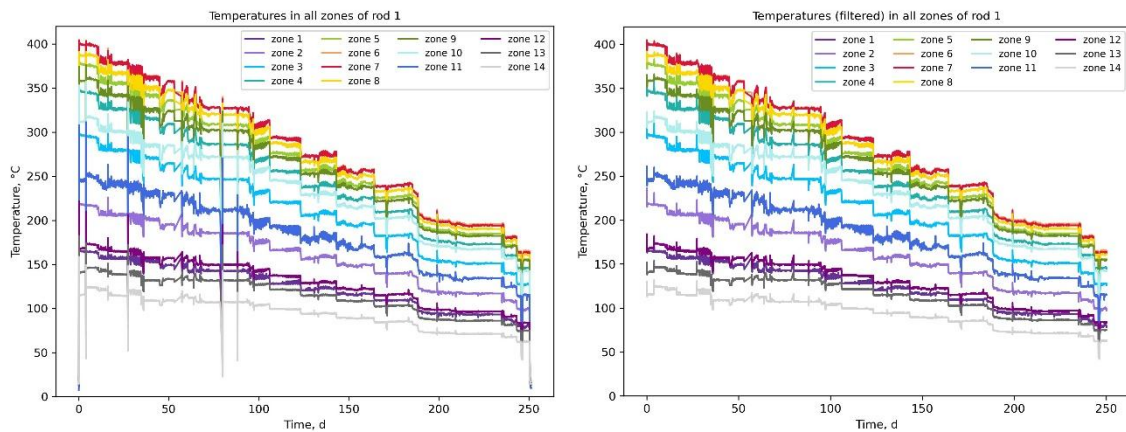 Temperatures in all zones of rod 1
zone 1
zone 2
zone 3
zone 4
zone 5
zone 6
zone 7
zone 8
zone 9
zone 10
zone 11
zone 12
zone 13
zone 14
400
350
300
250
200
150
100
50
0
Temperature, °C
0
50
100
150
200
250
Time, d
Temperatures (filtered) in all zones of rod 1
zone 1
zone 2
zone 3
zone 4
zone 5
zone 6
zone 7
zone 8
zone 9
zone 10
zone 11
zone 12
zone 13
zone 14
400
350
300
250
200
150
100
50
0
Temperature, °C
0
50
100
150
200
250
Time, d